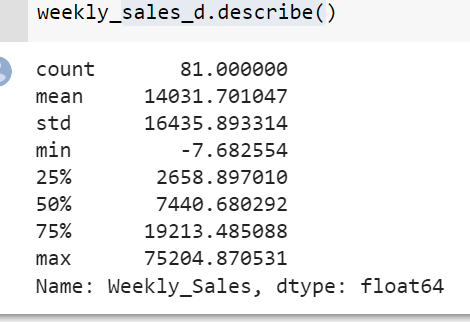 weekly_sales_d.describe()
count 81.000000
mean 14031.701047
std 16435.893314
min -7.682554
25% 2658.897010
50% 7440.680292
75% 19213.485088
max 75204.870531
Name: Weekly_Sales, dtype: float64